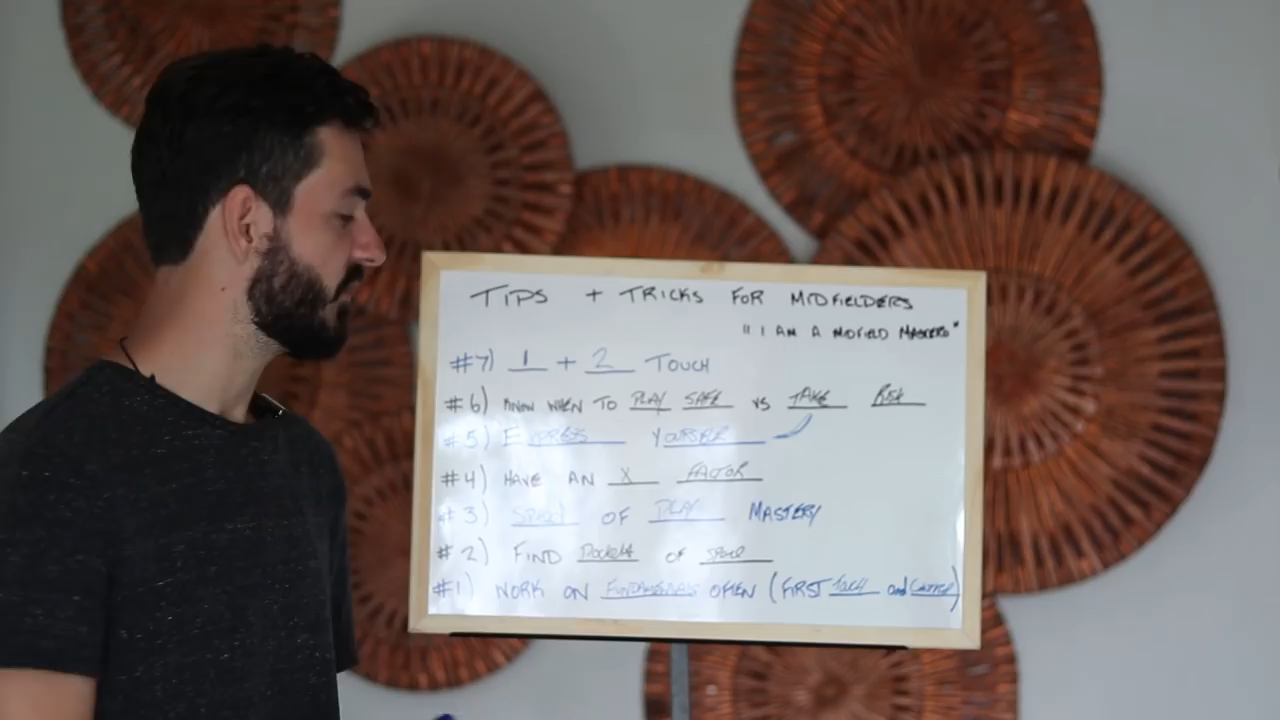 TIPS + TRICKS FOR MIDFIELDERS
"I AM A MIDFIELD MASTERS"
#7) 1 + 2 TOUCH
#6) KNOW WHEN TO PLAY SAFE VS TAKE RISK
#5) EXPRESS YOURSELF
#4) HAVE AN X FACTOR
#3) SPEED OF PLAY MASTERY
#2) FIND POCKETS OF SPACE
#1) WORK ON FUNDAMENTALS OFTEN (FIRST TOUCH and CONTROL)